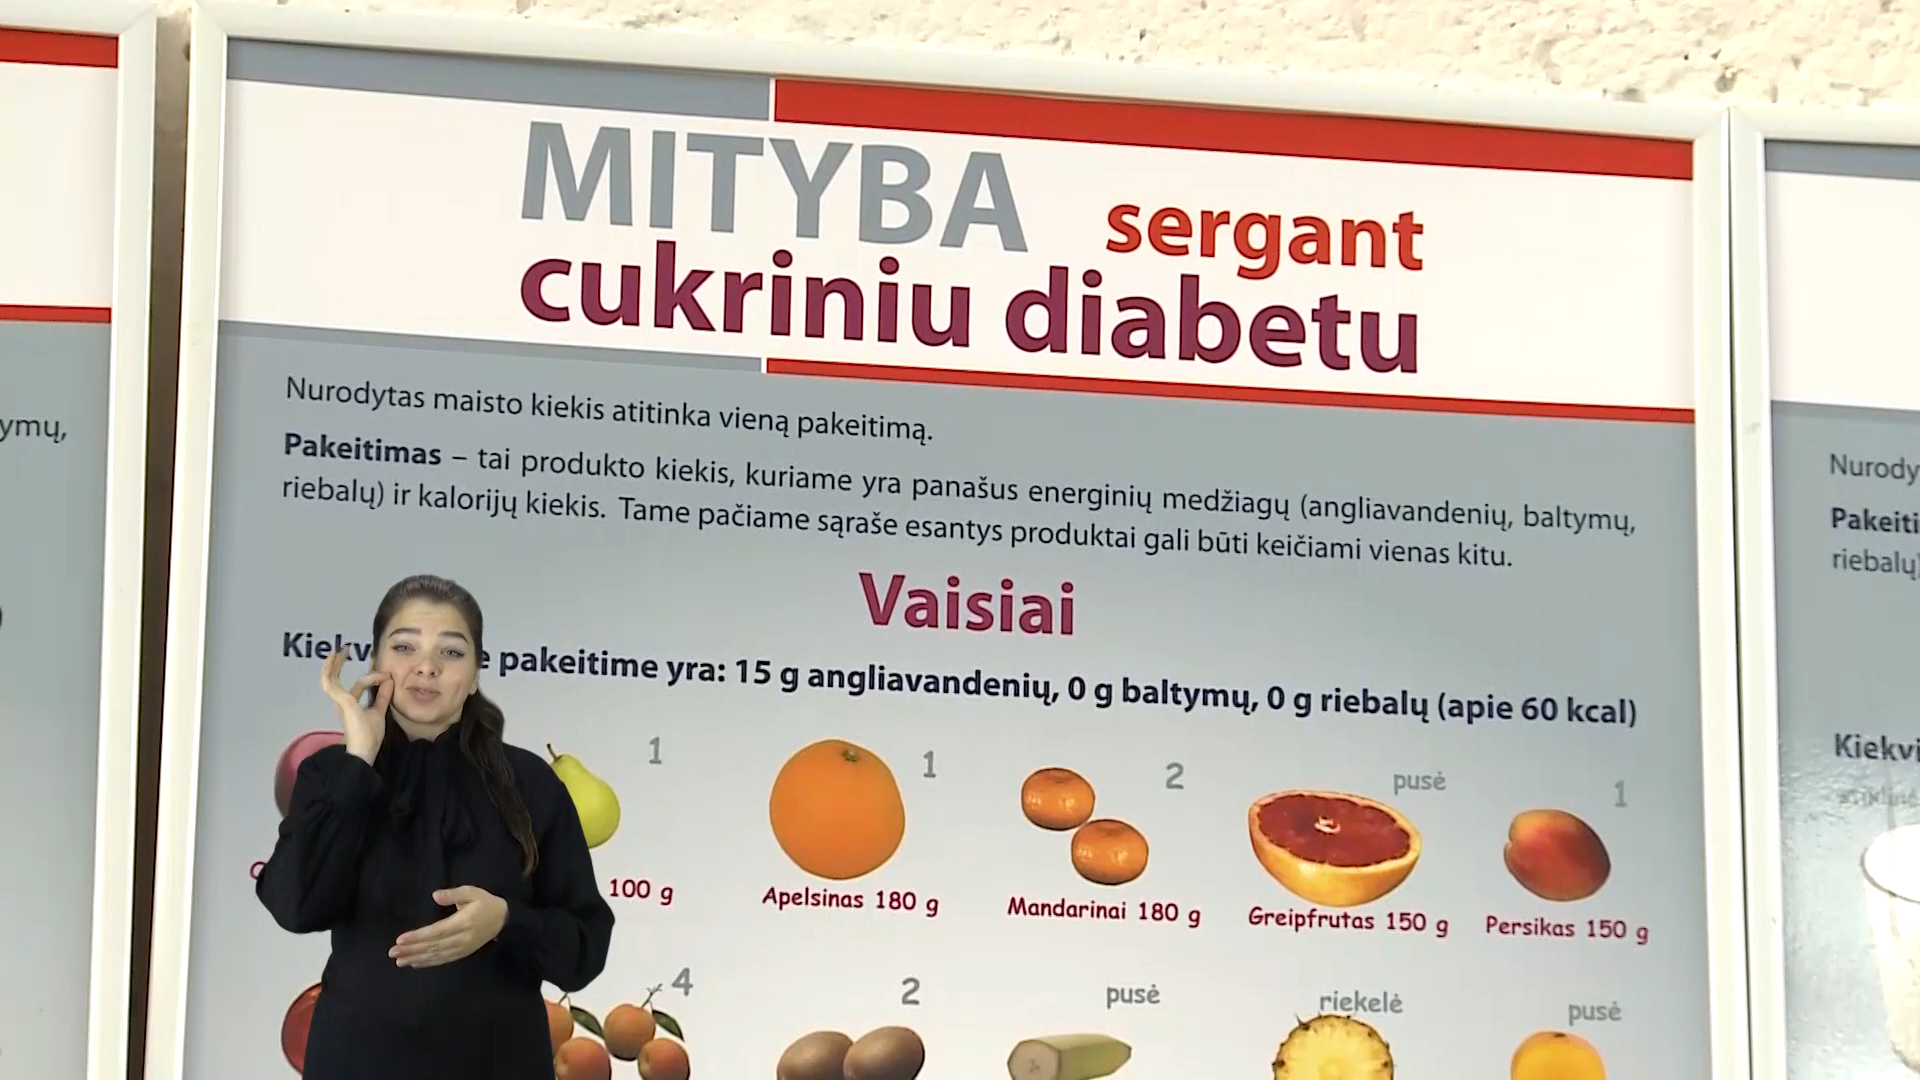 MITYBA sergant
cukriniu diabetu
Nurodytas maisto kiekis atitinka vieną pakeitimą.
Pakeitimas – tai produkto kiekis, kuriame yra panašus energinių medžiagų (angliavandenių, baltymų,
riebalų) ir kalorijų kiekis. Tame pačiame sąraše esantys produktai gali būti keičiami vienas kitu.
Vaisiai
pakeitime yra: 15 g angliavandenių, 0 g baltymų, 0 g riebalų (apie 60 kcal)
1 1 2 pusė 1
100 g Apelsinas 180 g Mandarinai 180 g Greipfrutas 150 g Persikas 150 g
4 2 pusė riekelė pusė
ymų,
riebalų)